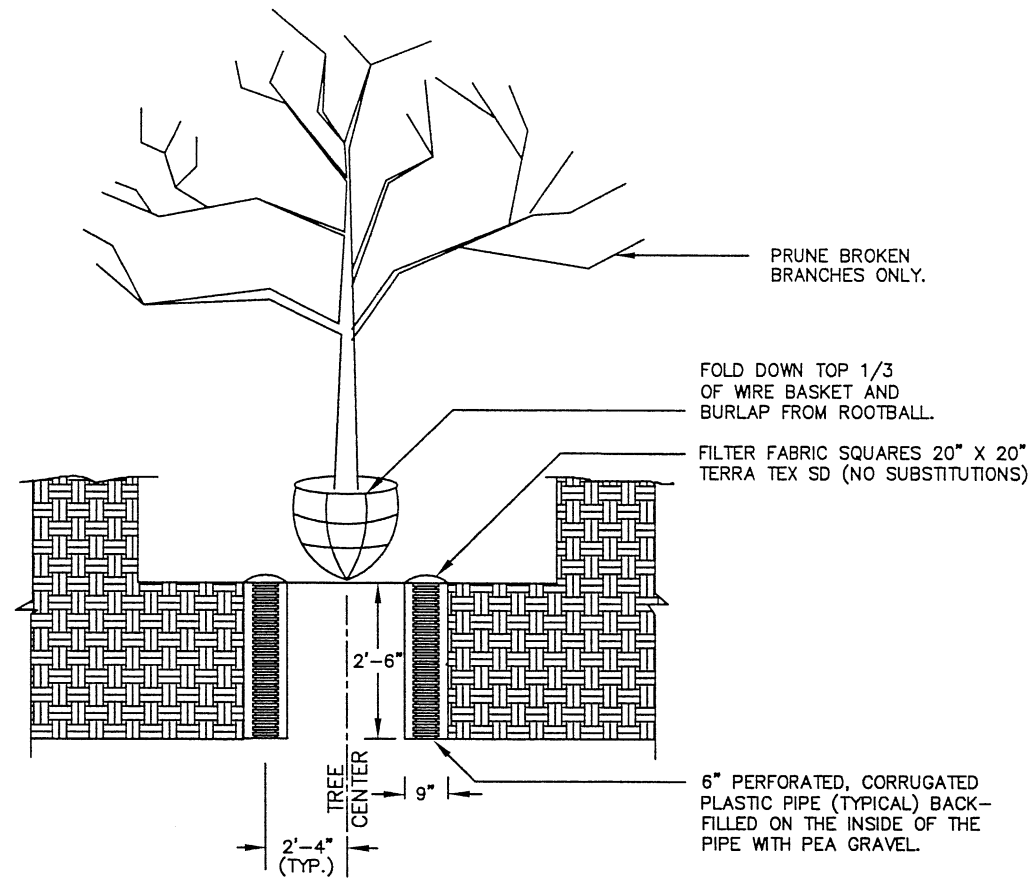 PRUNE BROKEN
BRANCHES ONLY.
FOLD DOWN TOP 1/3
OF WIRE BASKET AND
BURLAP FROM ROOTBALL.
FILTER FABRIC SQUARES 20" X 20"
TERRA TEX SD (NO SUBSTITUTIONS)
2'-6"
TREE
CENTER
9"
2'-4"
(TYP.)
6" PERFORATED, CORRUGATED
PLASTIC PIPE (TYPICAL) BACK-
FILLED ON THE INSIDE OF THE
PIPE WITH PEA GRAVEL.